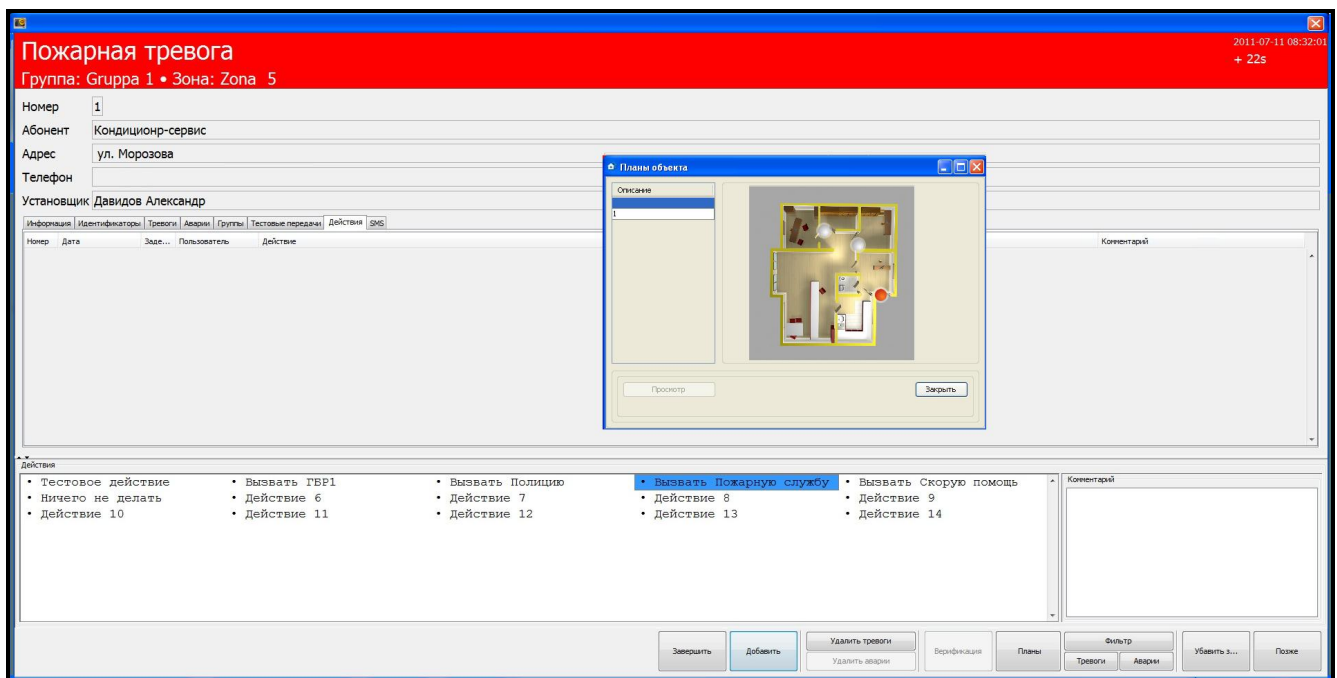 Пожарная тревога
2011-07-11 08:32:01
+ 22s
Группа: Gruppa 1 • Зона: Zona 5
Номер 1
Абонент Кондиционр-сервис
Адрес ул. Морозова
Телефон
Установщик Давидов Александр
Информация Идентификаторы Тревоги Аварии Группы Тестовые передачи Действия SMS
Номер Дата Заде... Пользователь Действие Комментарий
Планы объекта
Описание
1
Просмотр Закрыть
Действия
• Тестовое действие • Вызвать ГБР1 • Вызвать Полицию • Вызвать Пожарную службу • Вызвать Скорую помощь
• Ничего не делать • Действие 6 • Действие 7 • Действие 8 • Действие 9
• Действие 10 • Действие 11 • Действие 12 • Действие 13 • Действие 14
Комментарий
Завершить Добавить Удалить тревоги Верификация Планы Фильтр Убавить з... Позже
Удалить аварии Тревоги Аварии